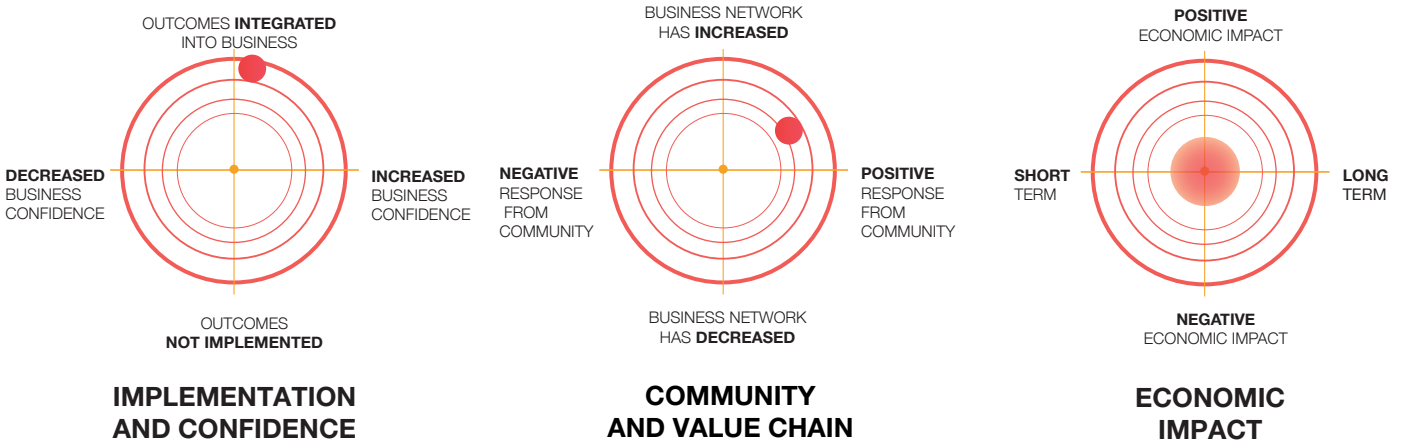 OUTCOMES INTEGRATED
INTO BUSINESS
DECREASED
BUSINESS
CONFIDENCE
INCREASED
BUSINESS
CONFIDENCE
OUTCOMES
NOT IMPLEMENTED
IMPLEMENTATION
AND CONFIDENCE
BUSINESS NETWORK
HAS INCREASED
NEGATIVE
RESPONSE
FROM
COMMUNITY
POSITIVE
RESPONSE
FROM
COMMUNITY
BUSINESS NETWORK
HAS DECREASED
COMMUNITY
AND VALUE CHAIN
POSITIVE
ECONOMIC IMPACT
SHORT
TERM
LONG
TERM
NEGATIVE
ECONOMIC IMPACT
ECONOMIC
IMPACT